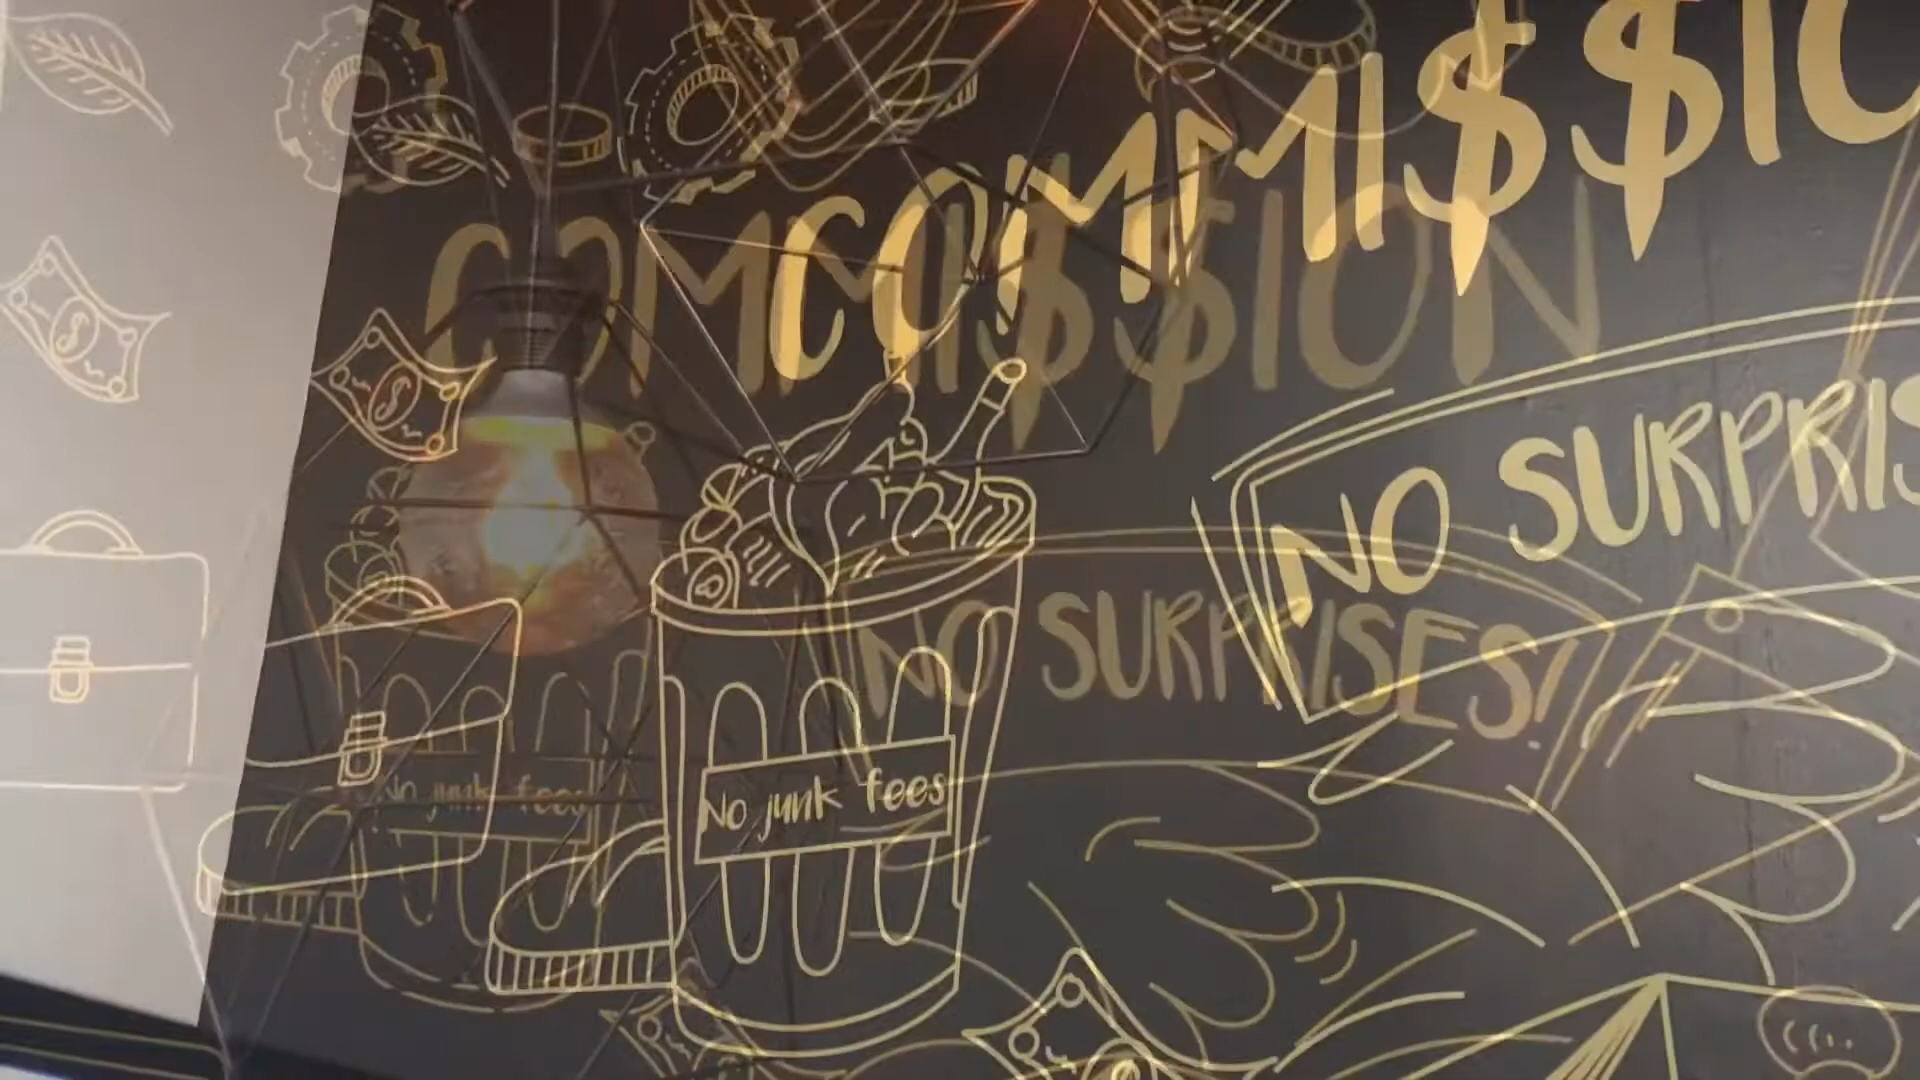 COMMI$$IO
COMMI$$ION
NO SURPRIS
NO SURPRISES!
No junk fees
No junk fees
$
$